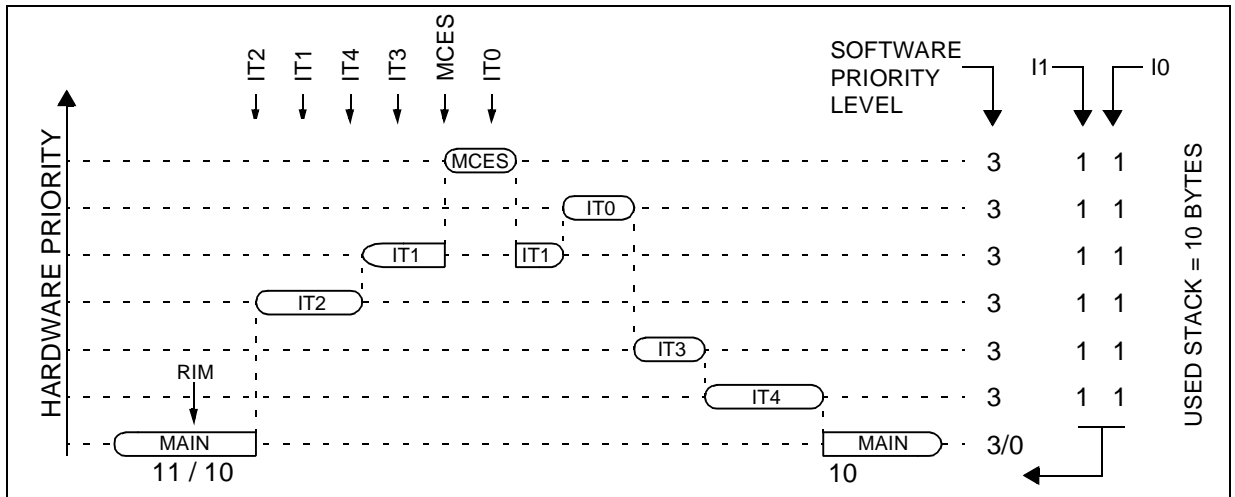 IT2
IT1
IT4
IT3
MCES
IT0
SOFTWARE
PRIORITY
LEVEL
I1
I0
HARDWARE PRIORITY
MCES
3
1 1
IT0
3
1 1
IT1
IT1
3
1 1
IT2
3
1 1
IT3
3
1 1
RIM
IT4
3
1 1
MAIN
MAIN
3/0
11 / 10
10
USED STACK = 10 BYTES